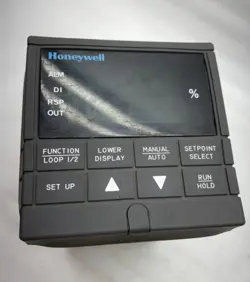 Honeywell
ALM
DI
%
RSP
OUT
FUNCTION LOWER MANUAL SETPOINT
LOOP 1/2 DISPLAY AUTO SELECT
SET UP RUN
HOLD